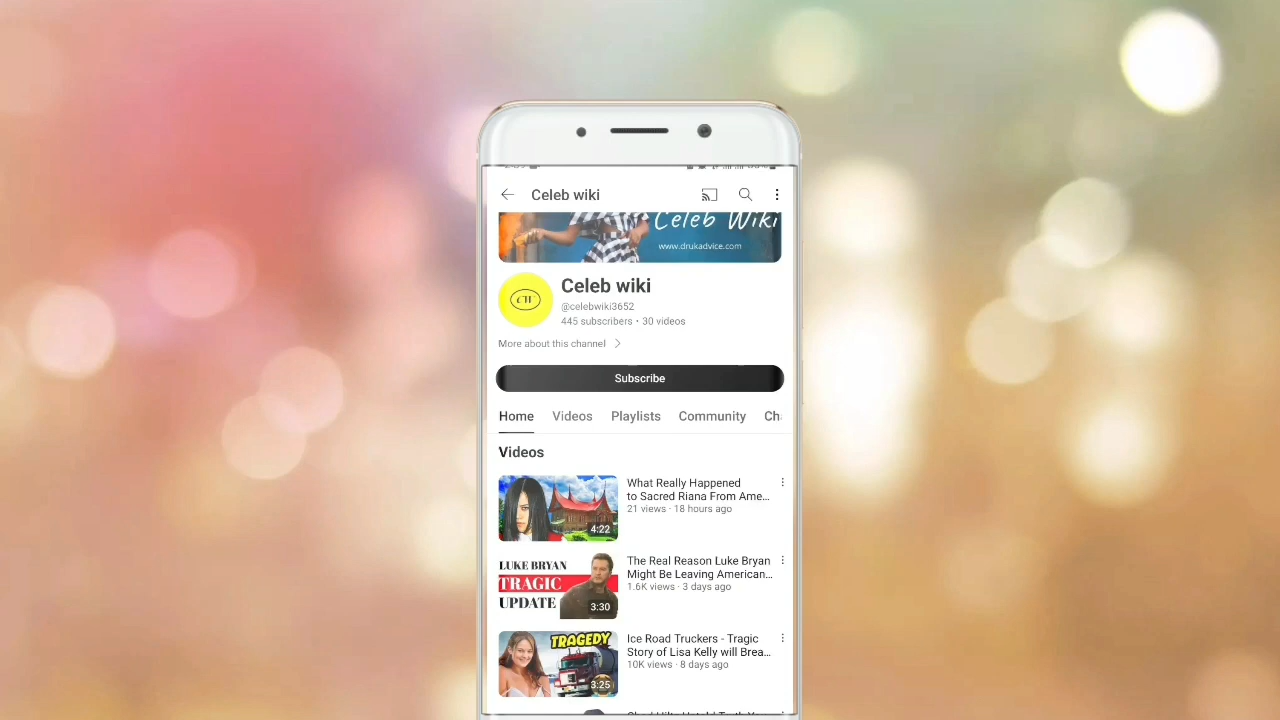 Celeb wiki
Celeb Wiki
www.drukadvice.com
CW
Celeb wiki
@celebwiki3652
445 subscribers • 30 videos
More about this channel
Subscribe
Home Videos Playlists Community Ch
Videos
What Really Happened
to Sacred Riana From Ame...
21 views · 18 hours ago
4:22
LUKE BRYAN
TRAGIC
UPDATE
3:30
The Real Reason Luke Bryan
Might Be Leaving American...
1.6K views · 3 days ago
TRAGEDY
3:25
Ice Road Truckers - Tragic
Story of Lisa Kelly will Brea...
10K views · 8 days ago